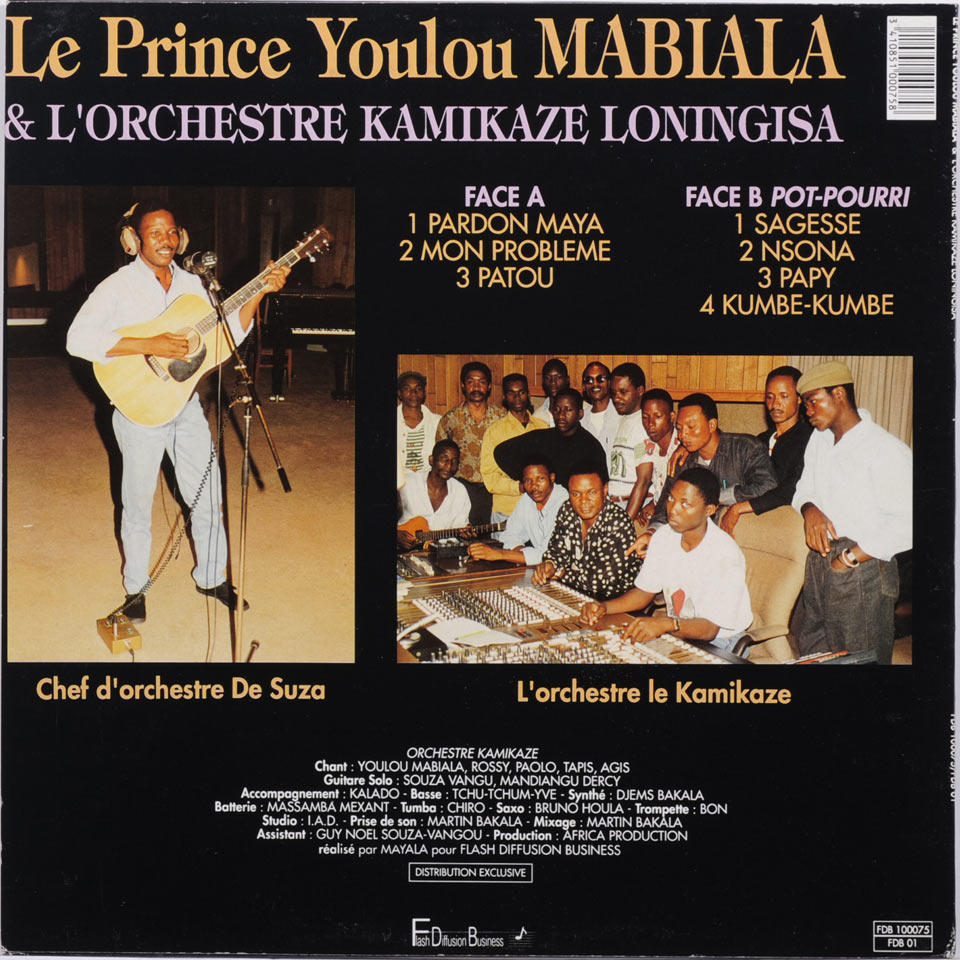 Le Prince Youlou MABIALA
& L'ORCHESTRE KAMIKAZE LONINGISA
3 410851 000758
FACE A
1 PARDON MAYA
2 MON PROBLEME
3 PATOU
FACE B POT-POURRI
1 SAGESSE
2 NSONA
3 PAPY
4 KUMBE-KUMBE
Chef d'orchestre De Suza
L'orchestre le Kamikaze
ORCHESTRE KAMIKAZE
Chant : YOULOU MABIALA, ROSSY, PAOLO, TAPIS, AGIS
Guitare Solo : SOUZA VANGU, MANDIANGU DERCY
Accompagnement : KALADO - Basse : TCHU-TCHUM-YVE - Synthé : DJEMS BAKALA
Batterie : MASSAMBA MEXANT - Tumba : CHIRO - Saxo : BRUNO HOULA - Trompette : BON
Studio : I.A.D. - Prise de son : MARTIN BAKALA - Mixage : MARTIN BAKALA
Assistant : GUY NOEL SOUZA-VANGOU - Production : AFRICA PRODUCTION
réalisé par MAYALA pour FLASH DIFFUSION BUSINESS
DISTRIBUTION EXCLUSIVE
Flash Diffusion Business
FDB 100075
FDB 01